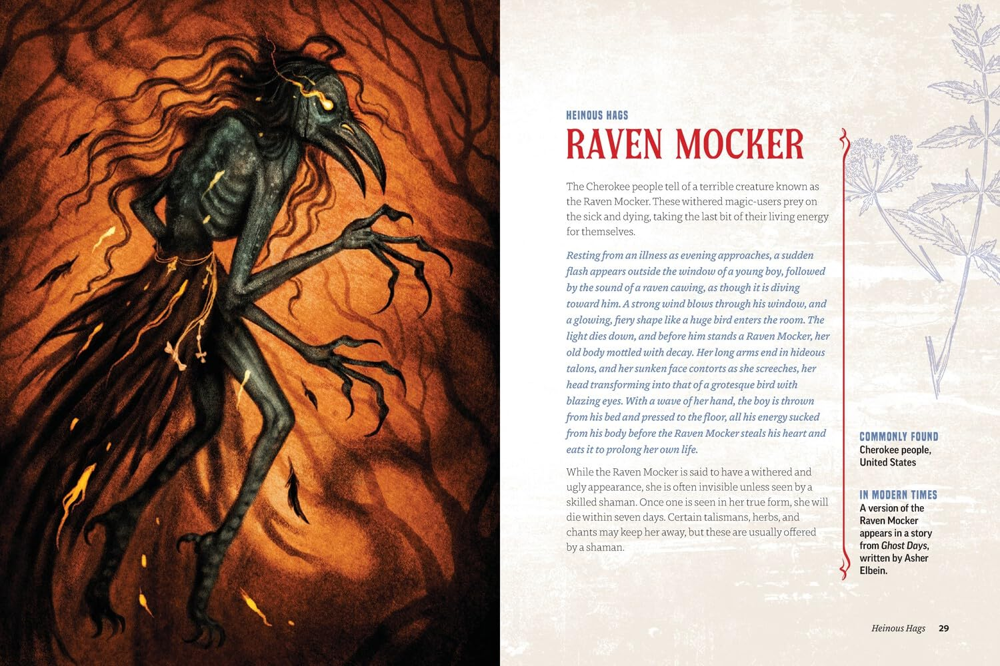 HEINOUS HAGS
RAVEN MOCKER
The Cherokee people tell of a terrible creature known as
the Raven Mocker. These withered magic-users prey on
the sick and dying, taking the last bit of their living energy
for themselves.
Resting from an illness as evening approaches, a sudden
flash appears outside the window of a young boy, followed
by the sound of a raven cawing, as though it is diving
toward him. A strong wind blows through his window, and
a glowing, fiery shape like a huge bird enters the room. The
light dies down, and before him stands a Raven Mocker, her
old body mottled with decay. Her long arms end in hideous
talons, and her sunken face contorts as she screeches, her
head transforming into that of a grotesque bird with
blazing eyes. With a wave of her hand, the boy is thrown
from his bed and pressed to the floor, all his energy sucked
from his body before the Raven Mocker steals his heart and
eats it to prolong her own life.
While the Raven Mocker is said to have a withered and
ugly appearance, she is often invisible unless seen by a
skilled shaman. Once one is seen in her true form, she will
die within seven days. Certain talismans, herbs, and
chants may keep her away, but these are usually offered
by a shaman.
COMMONLY FOUND
Cherokee people,
United States
IN MODERN TIMES
A version of the
Raven Mocker
appears in a story
from Ghost Days,
written by Asher
Elbein.
Heinous Hags 29